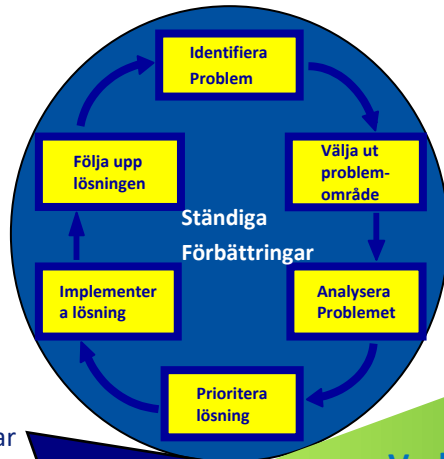 Identifiera
Problem
Välja ut
problem-
område
Analysera
Problemet
Prioritera
lösning
Implementer
a lösning
Följa upp
lösningen
Ständiga
Förbättringar